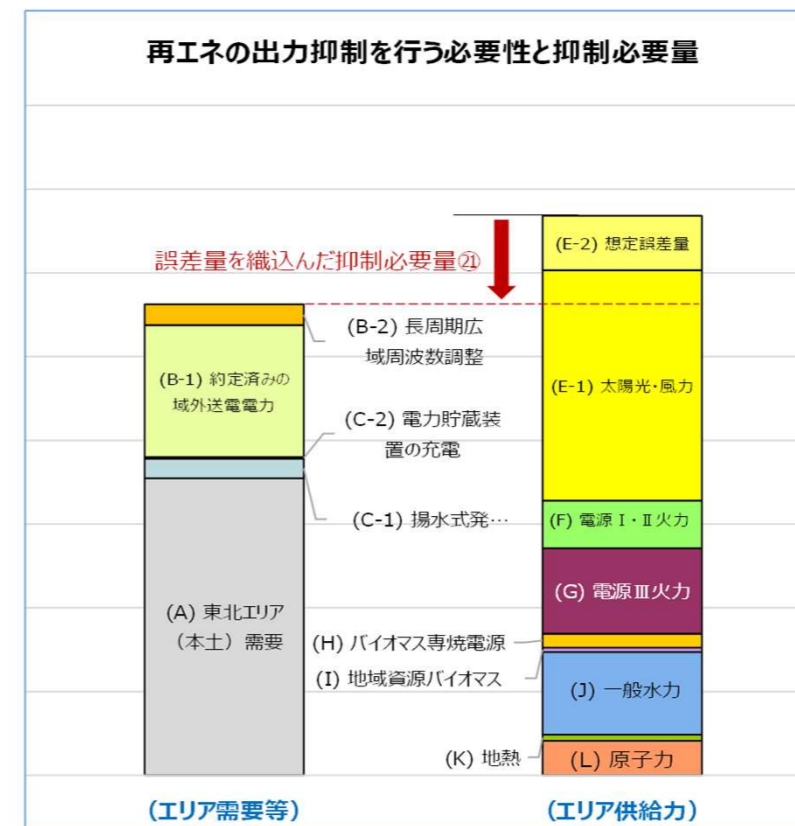 再エネの出力抑制を行う必要性と抑制必要量
誤差量を織込んだ抑制必要量㉑
(B-2) 長周期広
域周波数調整
(B-1) 約定済みの
域外送電電力
(C-2) 電力貯蔵装
置の充電
(C-1) 揚水式発…
(A) 東北エリア
（本土）需要
(E-2) 想定誤差量
(E-1) 太陽光・風力
(F) 電源Ⅰ・Ⅱ火力
(G) 電源Ⅲ火力
(H) バイオマス専焼電源
(I) 地域資源バイオマス
(J) 一般水力
(K) 地熱
(L) 原子力
(エリア需要等)
(エリア供給力)